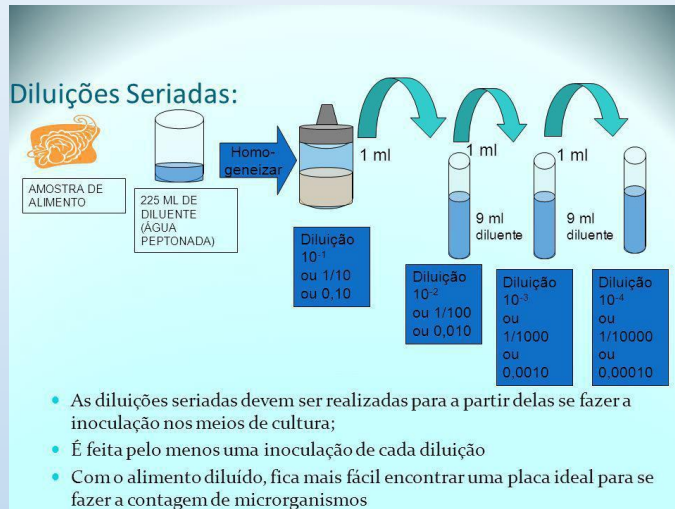 Diluições Seriadas:
AMOSTRA DE
ALIMENTO
225 ML DE
DILUENTE
(ÁGUA
PEPTONADA)
Homo-
geneizar
1 ml
1 ml
1 ml
9 ml
diluente
9 ml
diluente
Diluição
10⁻¹
ou 1/10
ou 0,10
Diluição
10⁻²
ou 1/100
ou 0,010
Diluição
10⁻³
ou
1/1000
ou
0,0010
Diluição
10⁻⁴
ou
1/10000
ou
0,00010
• As diluições seriadas devem ser realizadas para a partir delas se fazer a
inoculação nos meios de cultura;
• É feita pelo menos uma inoculação de cada diluição
• Com o alimento diluído, fica mais fácil encontrar uma placa ideal para se
fazer a contagem de microrganismos